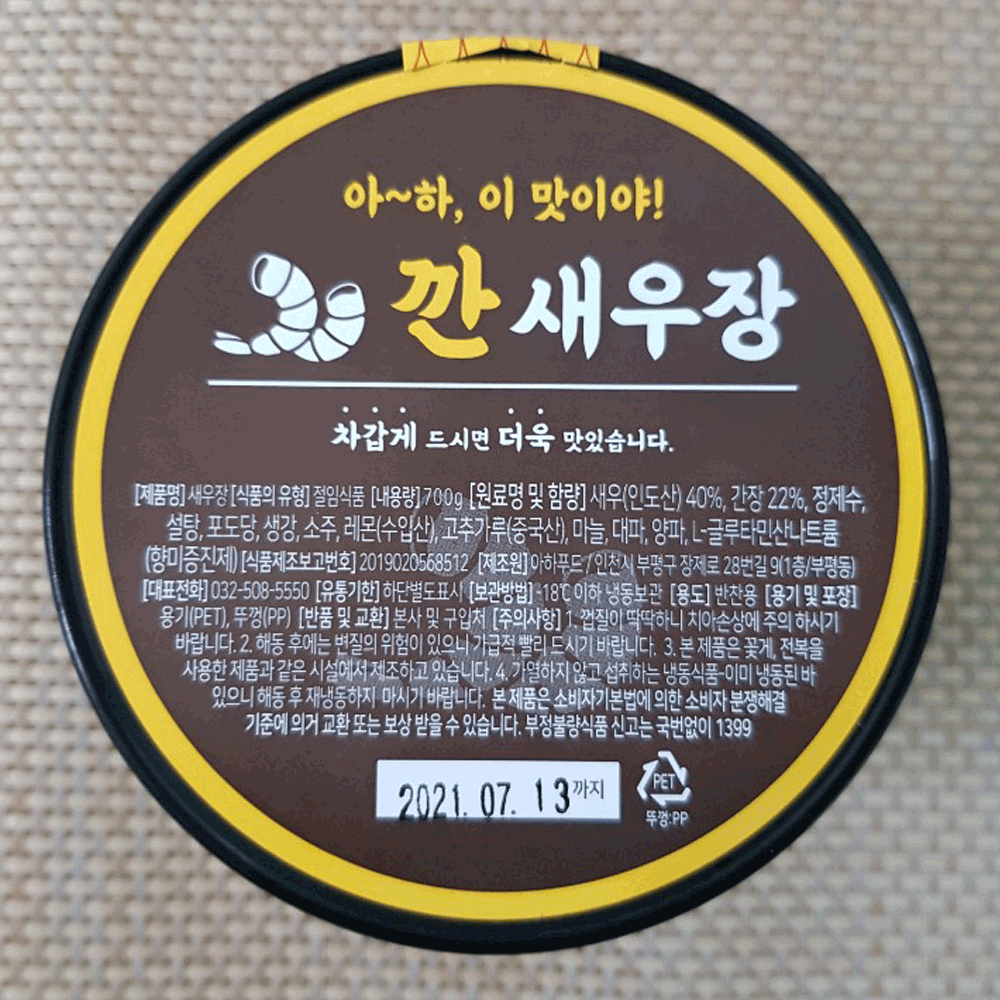 아~하, 이 맛이야!
깐 새우장
차갑게 드시면 더욱 맛있습니다.
[제품명] 새우장 [식품의 유형] 절임식품 [내용량] 700g [원료명 및 함량] 새우(인도산) 40%, 간장 22%, 정제수,
설탕, 포도당, 생강, 소주, 레몬(수입산), 고추가루(중국산), 마늘, 대파, 양파, L-글루타민산나트륨
(향미증진제) [식품제조보고번호] 2019020568512 [제조원] 아하푸드 / 인천시 부평구 장제로 28번길 9(1층/부평동)
[대표전화] 032-508-5550 [유통기한] 하단별도표시 [보관방법] -18℃ 이하 냉동보관 [용도] 반찬용 [용기 및 포장]
용기(PET), 뚜껑(PP) [반품 및 교환] 본사 및 구입처 [주의사항] 1. 껍질이 딱딱하니 치아손상에 주의 하시기
바랍니다. 2. 해동 후에는 변질의 위험이 있으니 가급적 빨리 드시기 바랍니다. 3. 본 제품은 꽃게, 전복을
사용한 제품과 같은 시설에서 제조하고 있습니다. 4. 가열하지 않고 섭취하는 냉동식품-이미 냉동된 바
있으니 해동 후 재냉동하지 마시기 바랍니다. 본 제품은 소비자기본법에 의한 소비자 분쟁해결
기준에 의거 교환 또는 보상 받을 수 있습니다. 부정불량식품 신고는 국번없이 1399
2021. 07. 13 까지
PET
뚜껑:PP